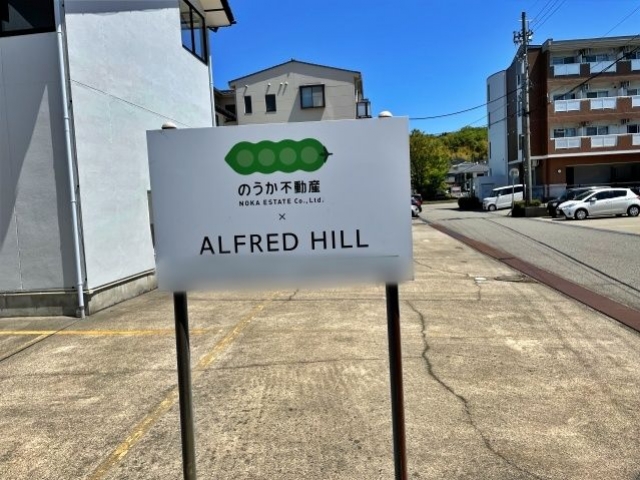 のうか不動産
NOKA ESTATE Co.,Ltd.
×
ALFRED HILL